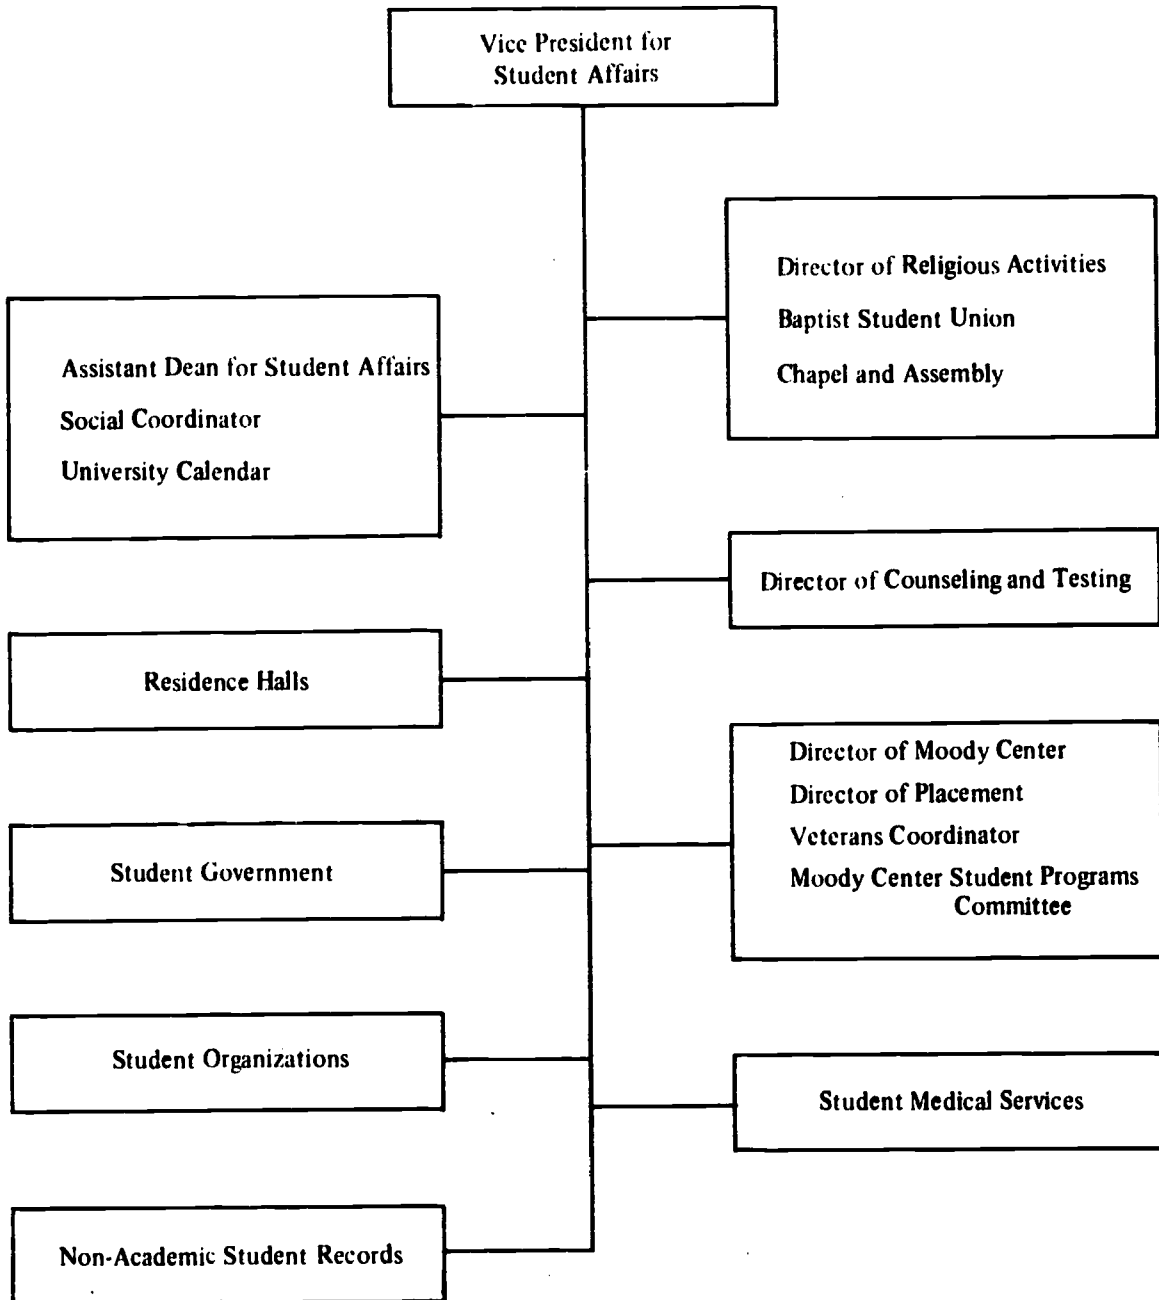 Vice President for
Student Affairs
Director of Religious Activities
Baptist Student Union
Chapel and Assembly
Assistant Dean for Student Affairs
Social Coordinator
University Calendar
Director of Counseling and Testing
Residence Halls
Director of Moody Center
Director of Placement
Veterans Coordinator
Moody Center Student Programs
Committee
Student Government
Student Organizations
Student Medical Services
Non-Academic Student Records